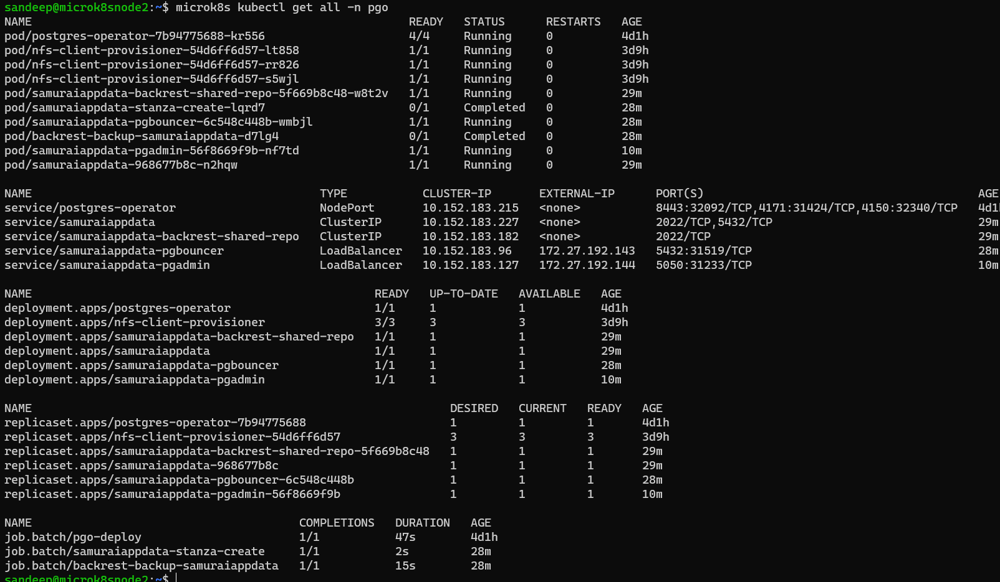 sandeep@microk8snode2:~$ microk8s kubectl get all -n pgo
NAME READY STATUS RESTARTS AGE
pod/postgres-operator-7b94775688-kr556 4/4 Running 0 4d1h
pod/nfs-client-provisioner-54d6ff6d57-lt858 1/1 Running 0 3d9h
pod/nfs-client-provisioner-54d6ff6d57-rr826 1/1 Running 0 3d9h
pod/nfs-client-provisioner-54d6ff6d57-s5wjl 1/1 Running 0 3d9h
pod/samuraiappdata-backrest-shared-repo-5f669b8c48-w8t2v 1/1 Running 0 29m
pod/samuraiappdata-stanza-create-lqrd7 0/1 Completed 0 28m
pod/samuraiappdata-pgbouncer-6c548c448b-wmbjl 1/1 Running 0 28m
pod/backrest-backup-samuraiappdata-d7lg4 0/1 Completed 0 28m
pod/samuraiappdata-pgadmin-56f8669f9b-nf7td 1/1 Running 0 10m
pod/samuraiappdata-968677b8c-n2hqw 1/1 Running 0 29m
NAME TYPE CLUSTER-IP EXTERNAL-IP PORT(S) AGE
service/postgres-operator NodePort 10.152.183.215 <none> 8443:32092/TCP,4171:31424/TCP,4150:32340/TCP 4d1h
service/samuraiappdata ClusterIP 10.152.183.227 <none> 2022/TCP,5432/TCP 29m
service/samuraiappdata-backrest-shared-repo ClusterIP 10.152.183.182 <none> 2022/TCP 29m
service/samuraiappdata-pgbouncer LoadBalancer 10.152.183.96 172.27.192.143 5432:31519/TCP 28m
service/samuraiappdata-pgadmin LoadBalancer 10.152.183.127 172.27.192.144 5050:31233/TCP 10m
NAME READY UP-TO-DATE AVAILABLE AGE
deployment.apps/postgres-operator 1/1 1 1 4d1h
deployment.apps/nfs-client-provisioner 3/3 3 3 3d9h
deployment.apps/samuraiappdata-backrest-shared-repo 1/1 1 1 29m
deployment.apps/samuraiappdata 1/1 1 1 29m
deployment.apps/samuraiappdata-pgbouncer 1/1 1 1 28m
deployment.apps/samuraiappdata-pgadmin 1/1 1 1 10m
NAME DESIRED CURRENT READY AGE
replicaset.apps/postgres-operator-7b94775688 1 1 1 4d1h
replicaset.apps/nfs-client-provisioner-54d6ff6d57 3 3 3 3d9h
replicaset.apps/samuraiappdata-backrest-shared-repo-5f669b8c48 1 1 1 29m
replicaset.apps/samuraiappdata-968677b8c 1 1 1 29m
replicaset.apps/samuraiappdata-pgbouncer-6c548c448b 1 1 1 28m
replicaset.apps/samuraiappdata-pgadmin-56f8669f9b 1 1 1 10m
NAME COMPLETIONS DURATION AGE
job.batch/pgo-deploy 1/1 47s 4d1h
job.batch/samuraiappdata-stanza-create 1/1 2s 28m
job.batch/backrest-backup-samuraiappdata 1/1 15s 28m
sandeep@microk8snode2:~$